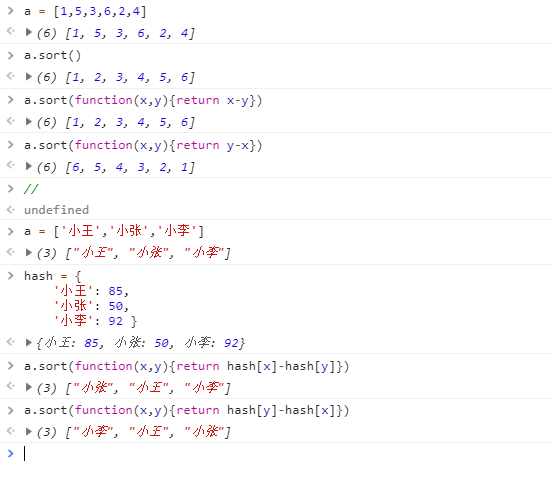 a = [1,5,3,6,2,4]
(6) [1, 5, 3, 6, 2, 4]
a.sort()
(6) [1, 2, 3, 4, 5, 6]
a.sort(function(x,y){return x-y})
(6) [1, 2, 3, 4, 5, 6]
a.sort(function(x,y){return y-x})
(6) [6, 5, 4, 3, 2, 1]
//
undefined
a = ['小王','小张','小李']
(3) ["小王", "小张", "小李"]
hash = {
    '小王': 85,
    '小张': 50,
    '小李': 92 }
{小王: 85, 小张: 50, 小李: 92}
a.sort(function(x,y){return hash[x]-hash[y]})
(3) ["小张", "小王", "小李"]
a.sort(function(x,y){return hash[y]-hash[x]})
(3) ["小李", "小王", "小张"]